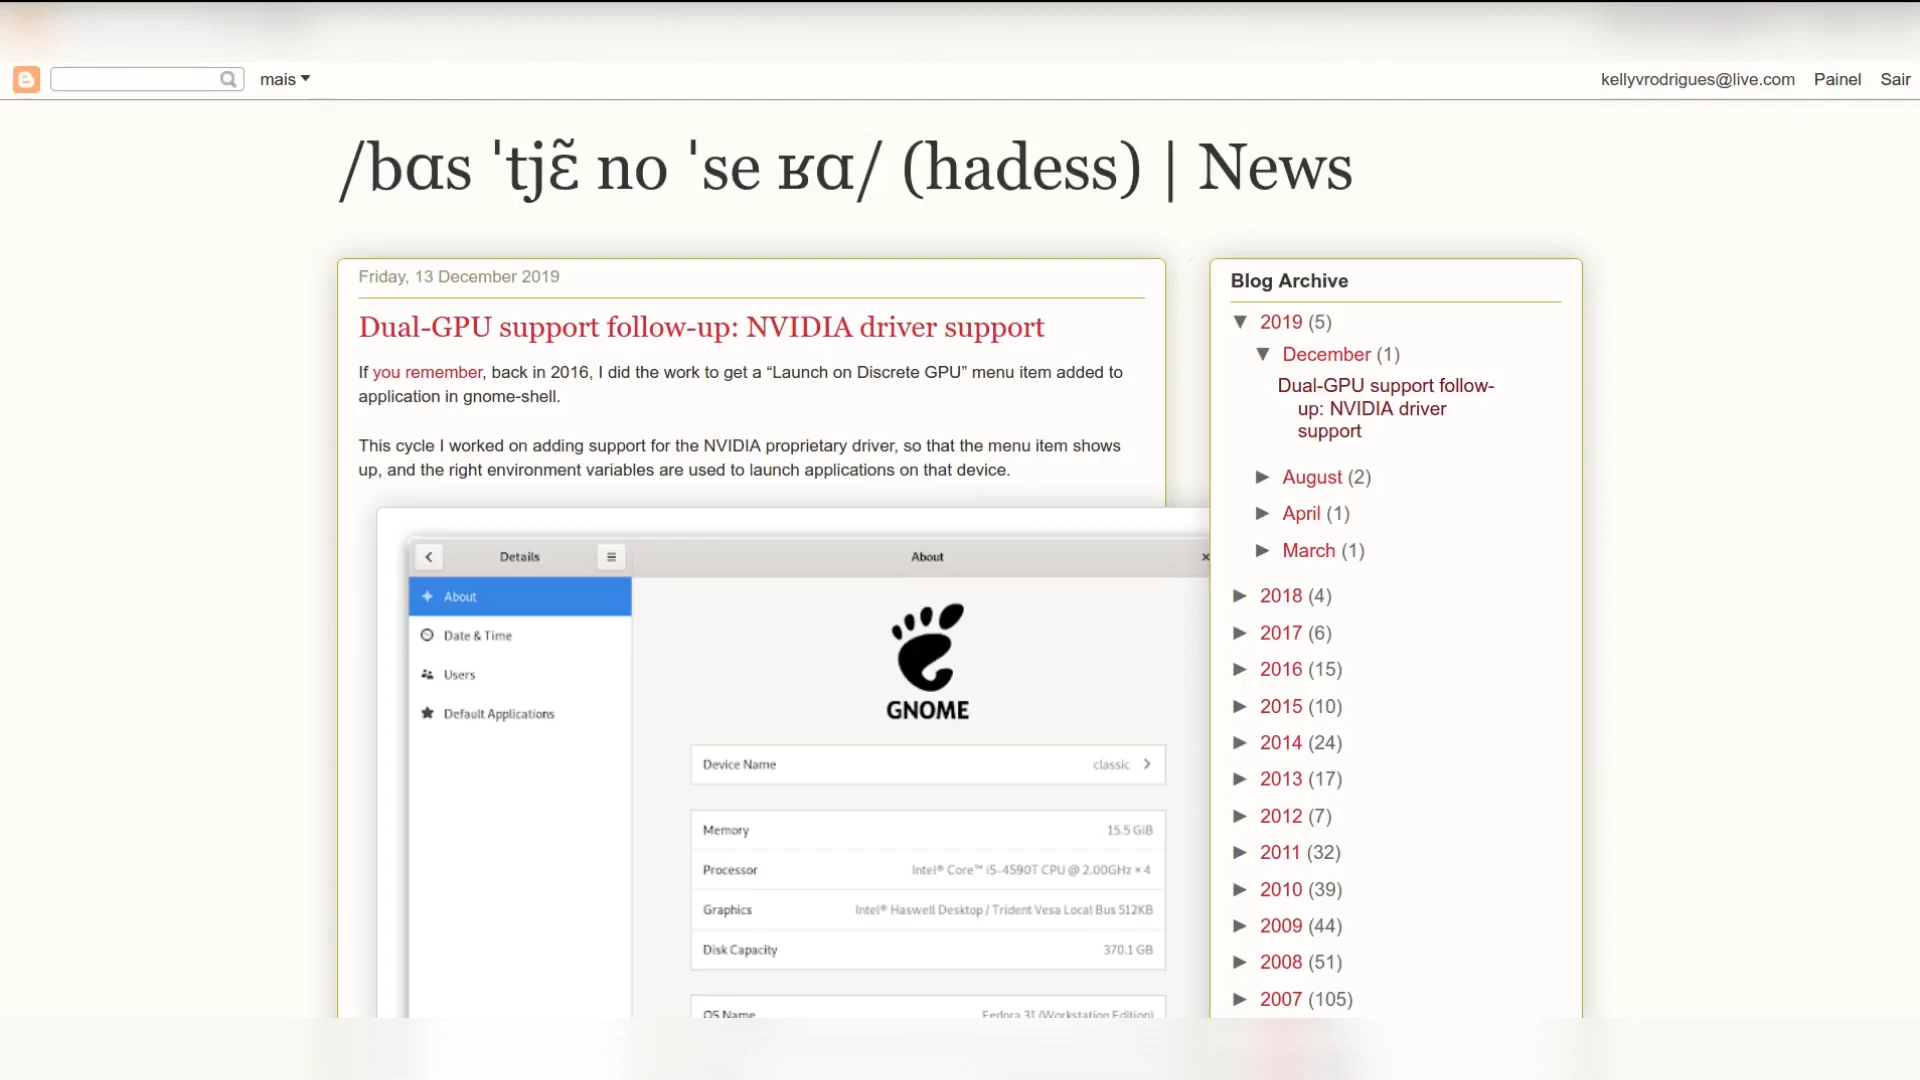 mais
kellyvrodrigues@live.com Painel Sair
/bɑs ˈtjɛ̃ no ˈse ʁɑ/ (hadess) | News
Friday, 13 December 2019
Dual-GPU support follow-up: NVIDIA driver support
If you remember, back in 2016, I did the work to get a “Launch on Discrete GPU” menu item added to
application in gnome-shell.
This cycle I worked on adding support for the NVIDIA proprietary driver, so that the menu item shows
up, and the right environment variables are used to launch applications on that device.
Details
About
About
Date & Time
Users
Default Applications
GNOME
Device Name classic
Memory 15.5 GiB
Processor Intel® Core™ i5-4590T CPU @ 2.00GHz × 4
Graphics Intel® Haswell Desktop / Trident Vesa Local Bus 512KB
Disk Capacity 370.1 GB
OS Name Fedora 31 (Workstation Edition)
Blog Archive
▼ 2019 (5)
▼ December (1)
Dual-GPU support follow-
up: NVIDIA driver
support
► August (2)
► April (1)
► March (1)
► 2018 (4)
► 2017 (6)
► 2016 (15)
► 2015 (10)
► 2014 (24)
► 2013 (17)
► 2012 (7)
► 2011 (32)
► 2010 (39)
► 2009 (44)
► 2008 (51)
► 2007 (105)